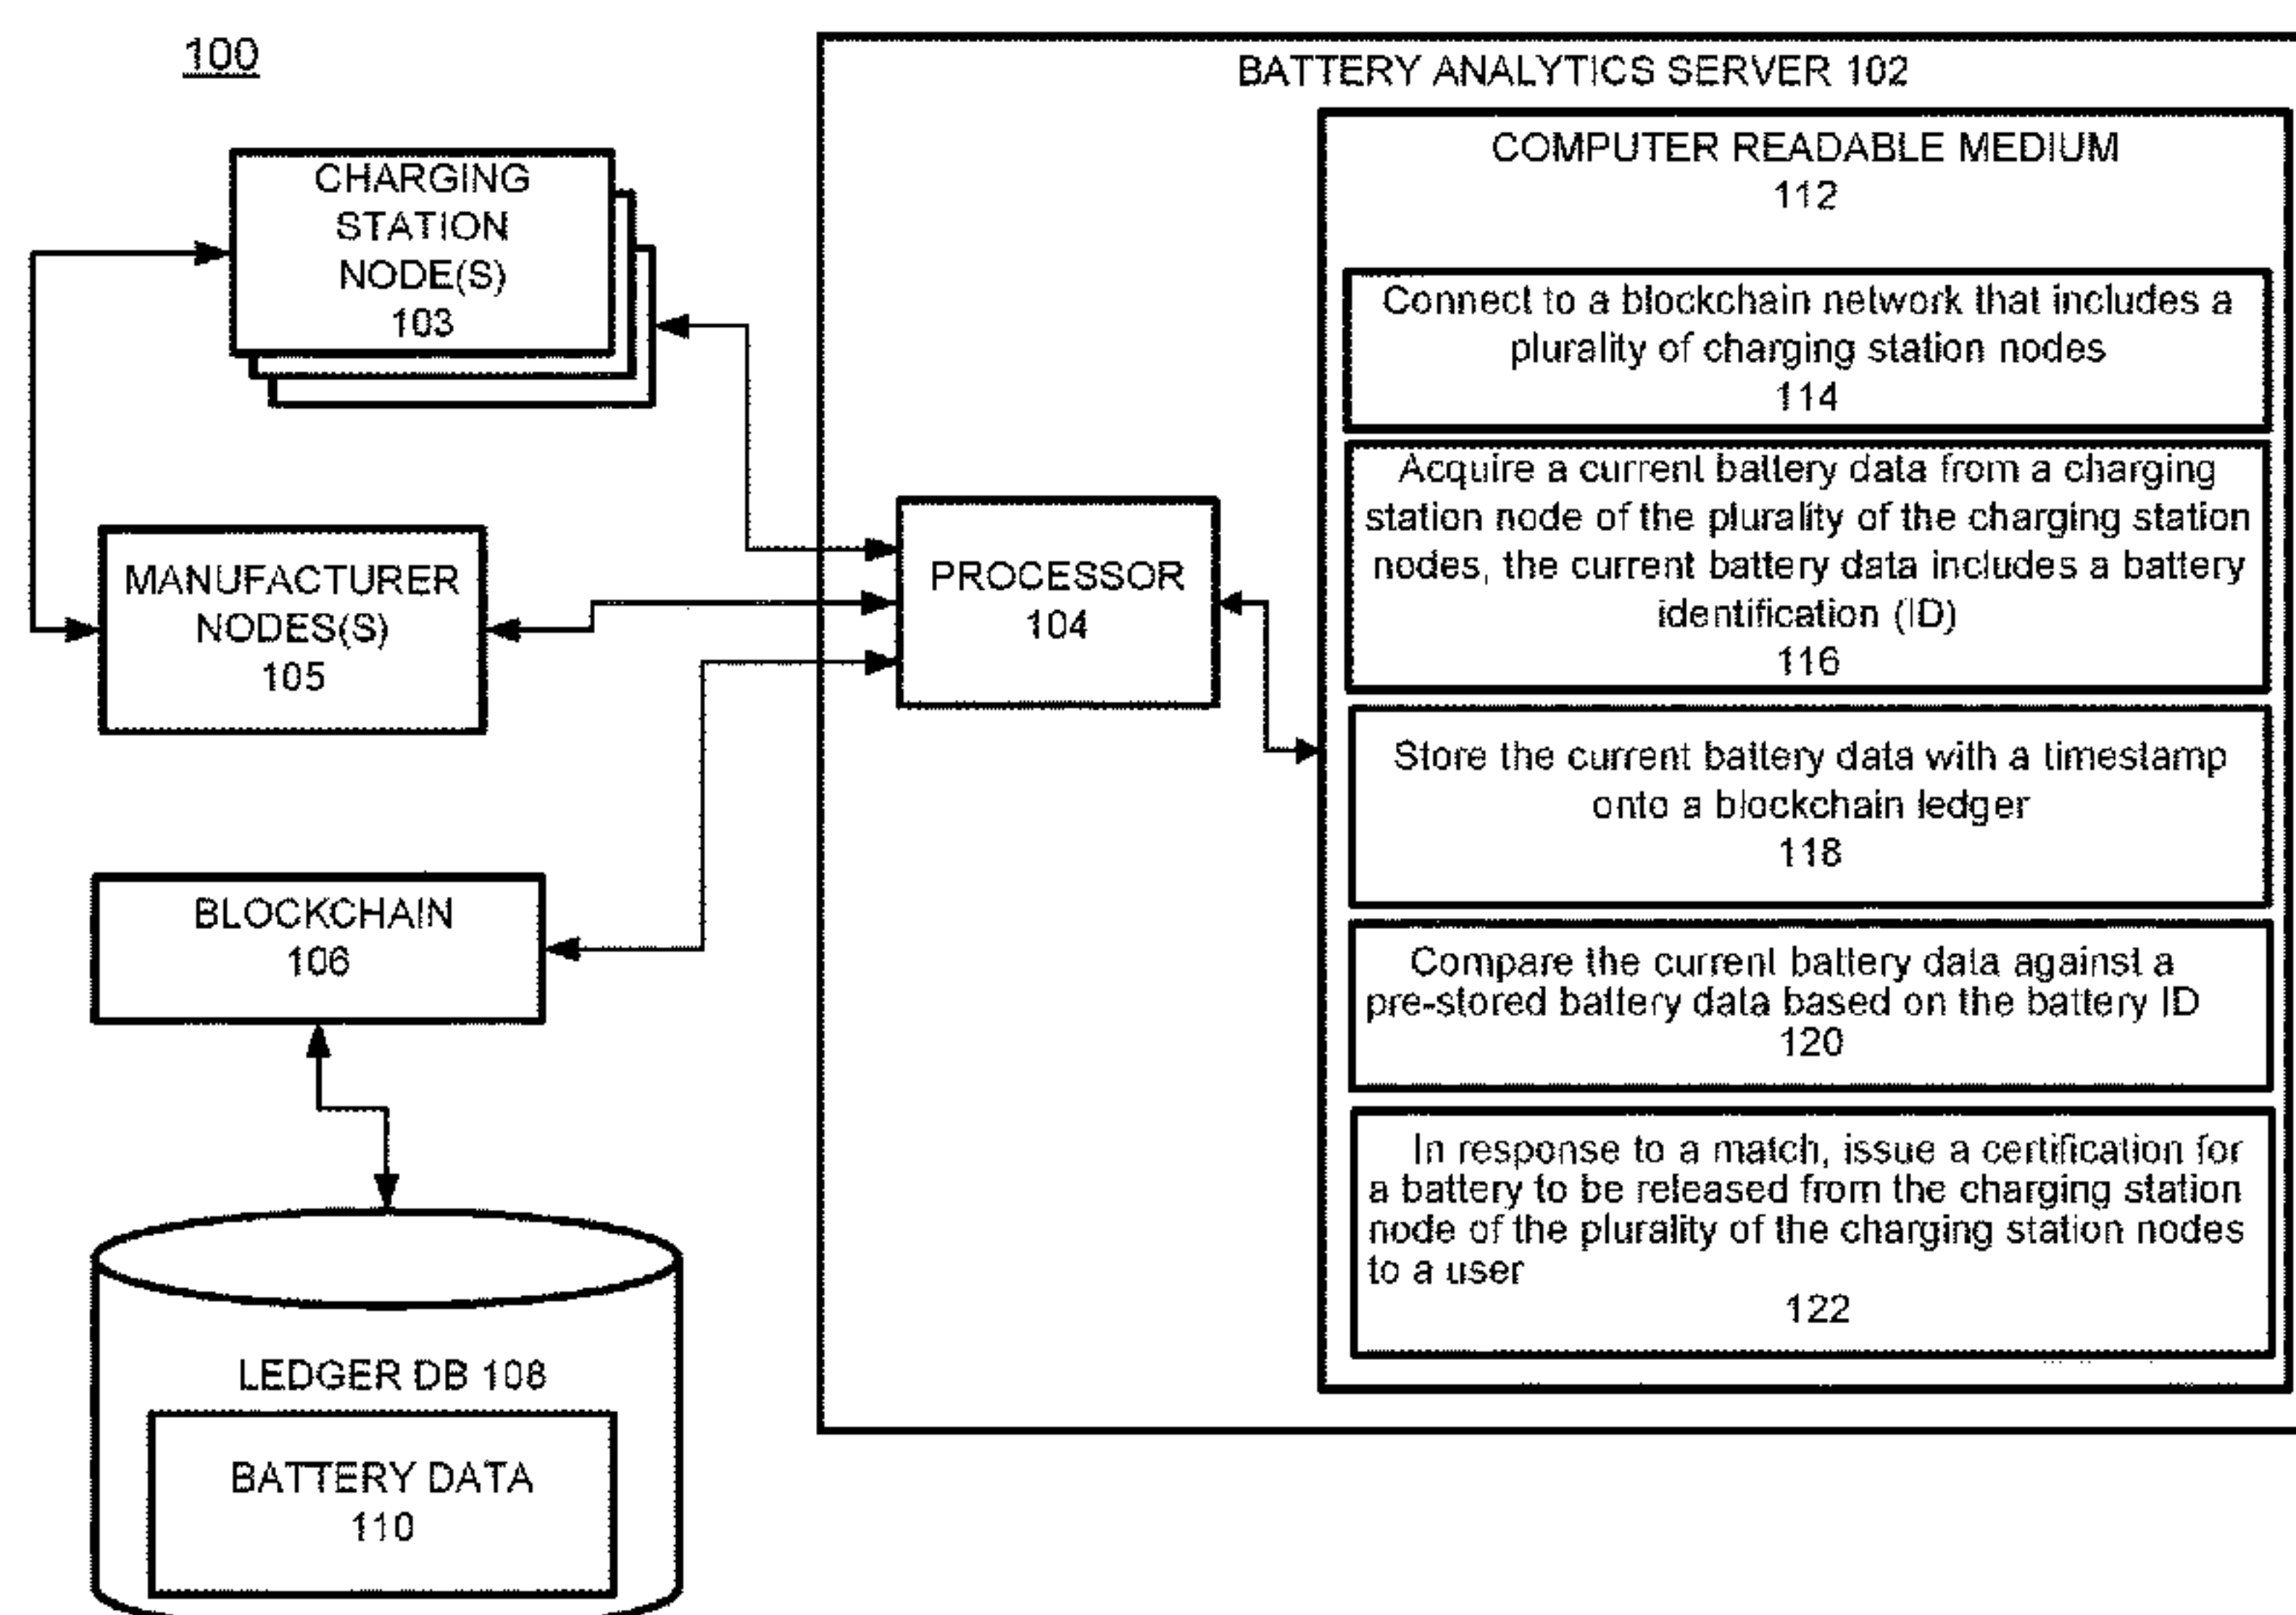 100
CHARGING
STATION
NODE(S)
103
MANUFACTURER
NODES(S)
105
BLOCKCHAIN
106
LEDGER DB 108
BATTERY DATA
110
BATTERY ANALYTICS SERVER 102
PROCESSOR
104
COMPUTER READABLE MEDIUM
112
Connect to a blockchain network that includes a
plurality of charging station nodes
114
Acquire a current battery data from a charging
station node of the plurality of the charging station
nodes, the current battery data includes a battery
identification (ID)
116
Store the current battery data with a timestamp
onto a blockchain ledger
118
Compare the current battery data against a
pre-stored battery data based on the battery ID
120
In response to a match, issue a certification for
a battery to be released from the charging station
node of the plurality of the charging station nodes
to a user
122